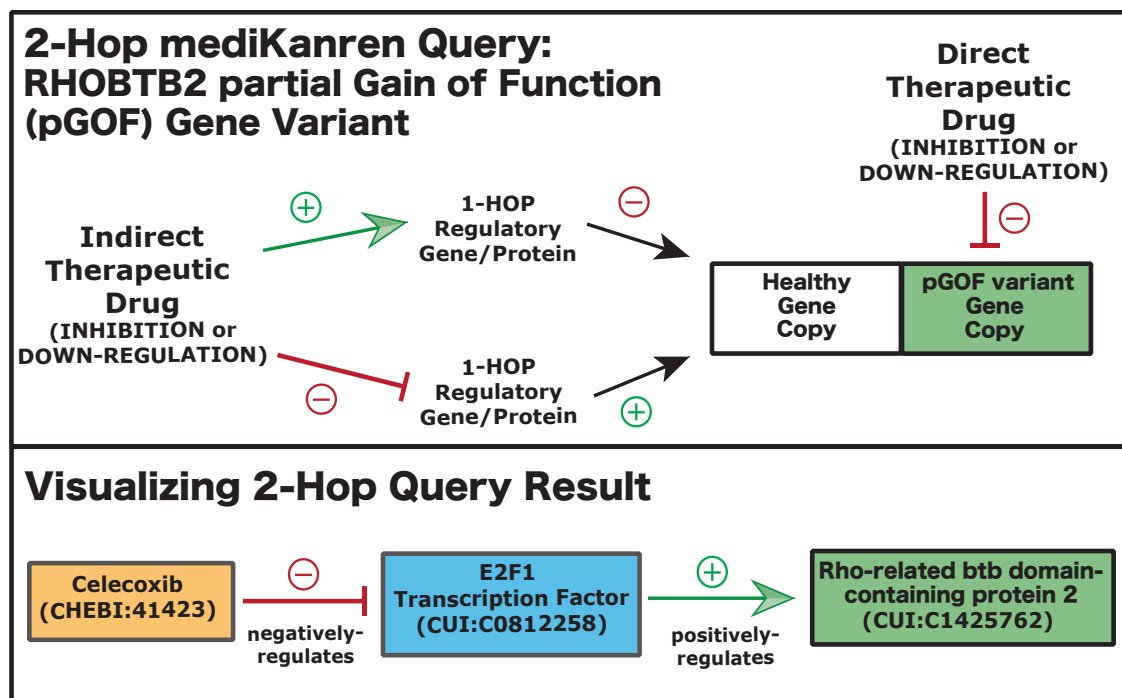 2-Hop mediKanren Query:
RHOBTB2 partial Gain of Function
(pGOF) Gene Variant
Direct
Therapeutic
Drug
(INHIBITION or
DOWN-REGULATION)
+
1-HOP
Regulatory
Gene/Protein
−
−
Indirect
Therapeutic
Drug
(INHIBITION or
DOWN-REGULATION)
Healthy
Gene
Copy
pGOF variant
Gene
Copy
−
1-HOP
Regulatory
Gene/Protein
+
Visualizing 2-Hop Query Result
Celecoxib
(CHEBI:41423)
−
negatively-
regulates
E2F1
Transcription Factor
(CUI:C0812258)
+
positively-
regulates
Rho-related btb domain-
containing protein 2
(CUI:C1425762)